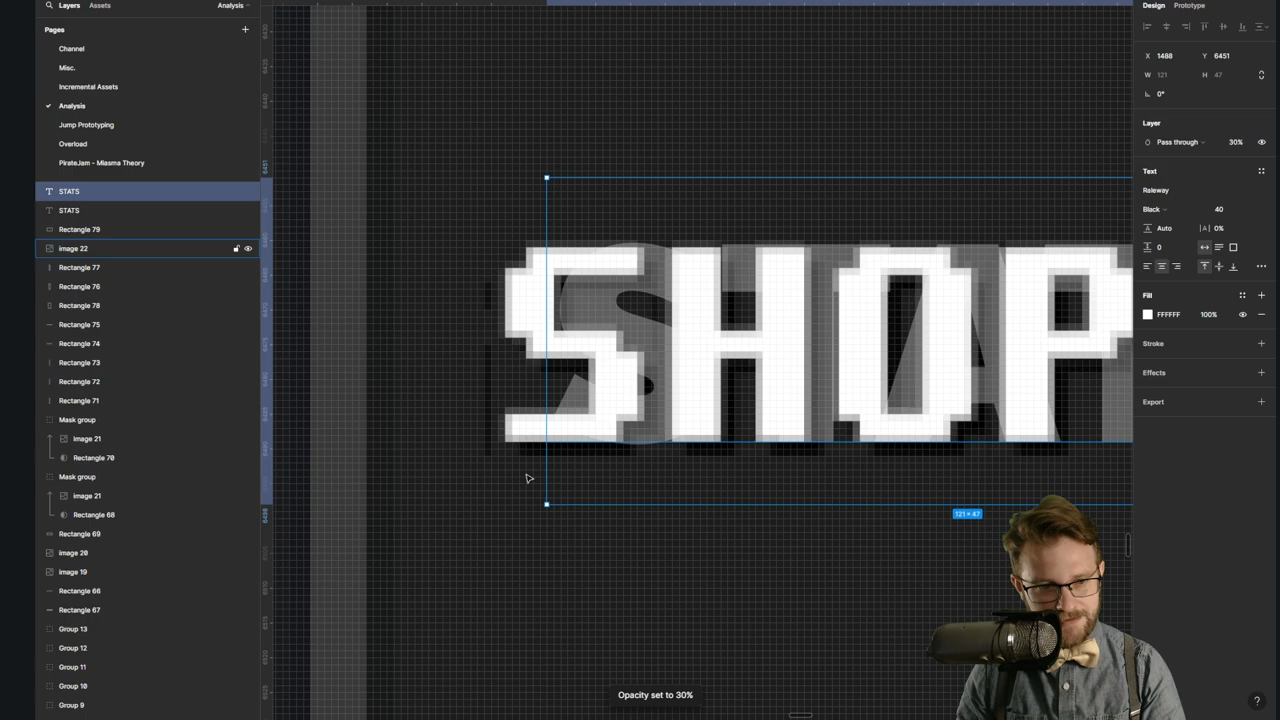 Layers Assets Analysis
Pages
Channel
Misc.
Incremental Assets
Analysis
Jump Prototyping
Overload
PirateJam - Miasma Theory
STATS
STATS
Rectangle 79
image 22
Rectangle 77
Rectangle 76
Rectangle 78
Rectangle 75
Rectangle 74
Rectangle 73
Rectangle 72
Rectangle 71
Mask group
image 21
Rectangle 70
Mask group
image 21
Rectangle 68
Rectangle 69
image 20
image 19
Rectangle 66
Rectangle 67
Group 13
Group 12
Group 11
Group 10
Group 9
SHOP
121 × 47
Opacity set to 30%
Design Prototype
X 1488 Y 6451
W 121 H 47
0°
Layer
Pass through 30%
Text
Raleway
Black 40
Auto |A| 0%
0
Fill
FFFFFF 100%
Stroke
Effects
Export
?